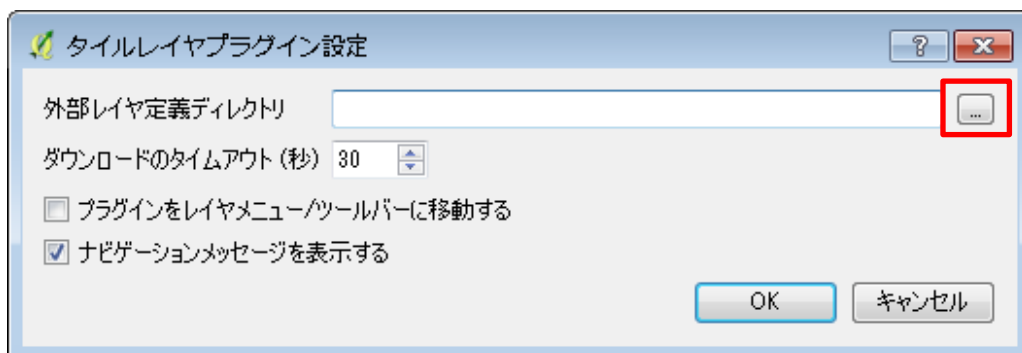 タイルレイヤプラグイン設定
外部レイヤ定義ディレクトリ ...
ダウンロードのタイムアウト (秒) 30
プラグインをレイヤメニュー/ツールバーに移動する
ナビゲーションメッセージを表示する
OK キャンセル